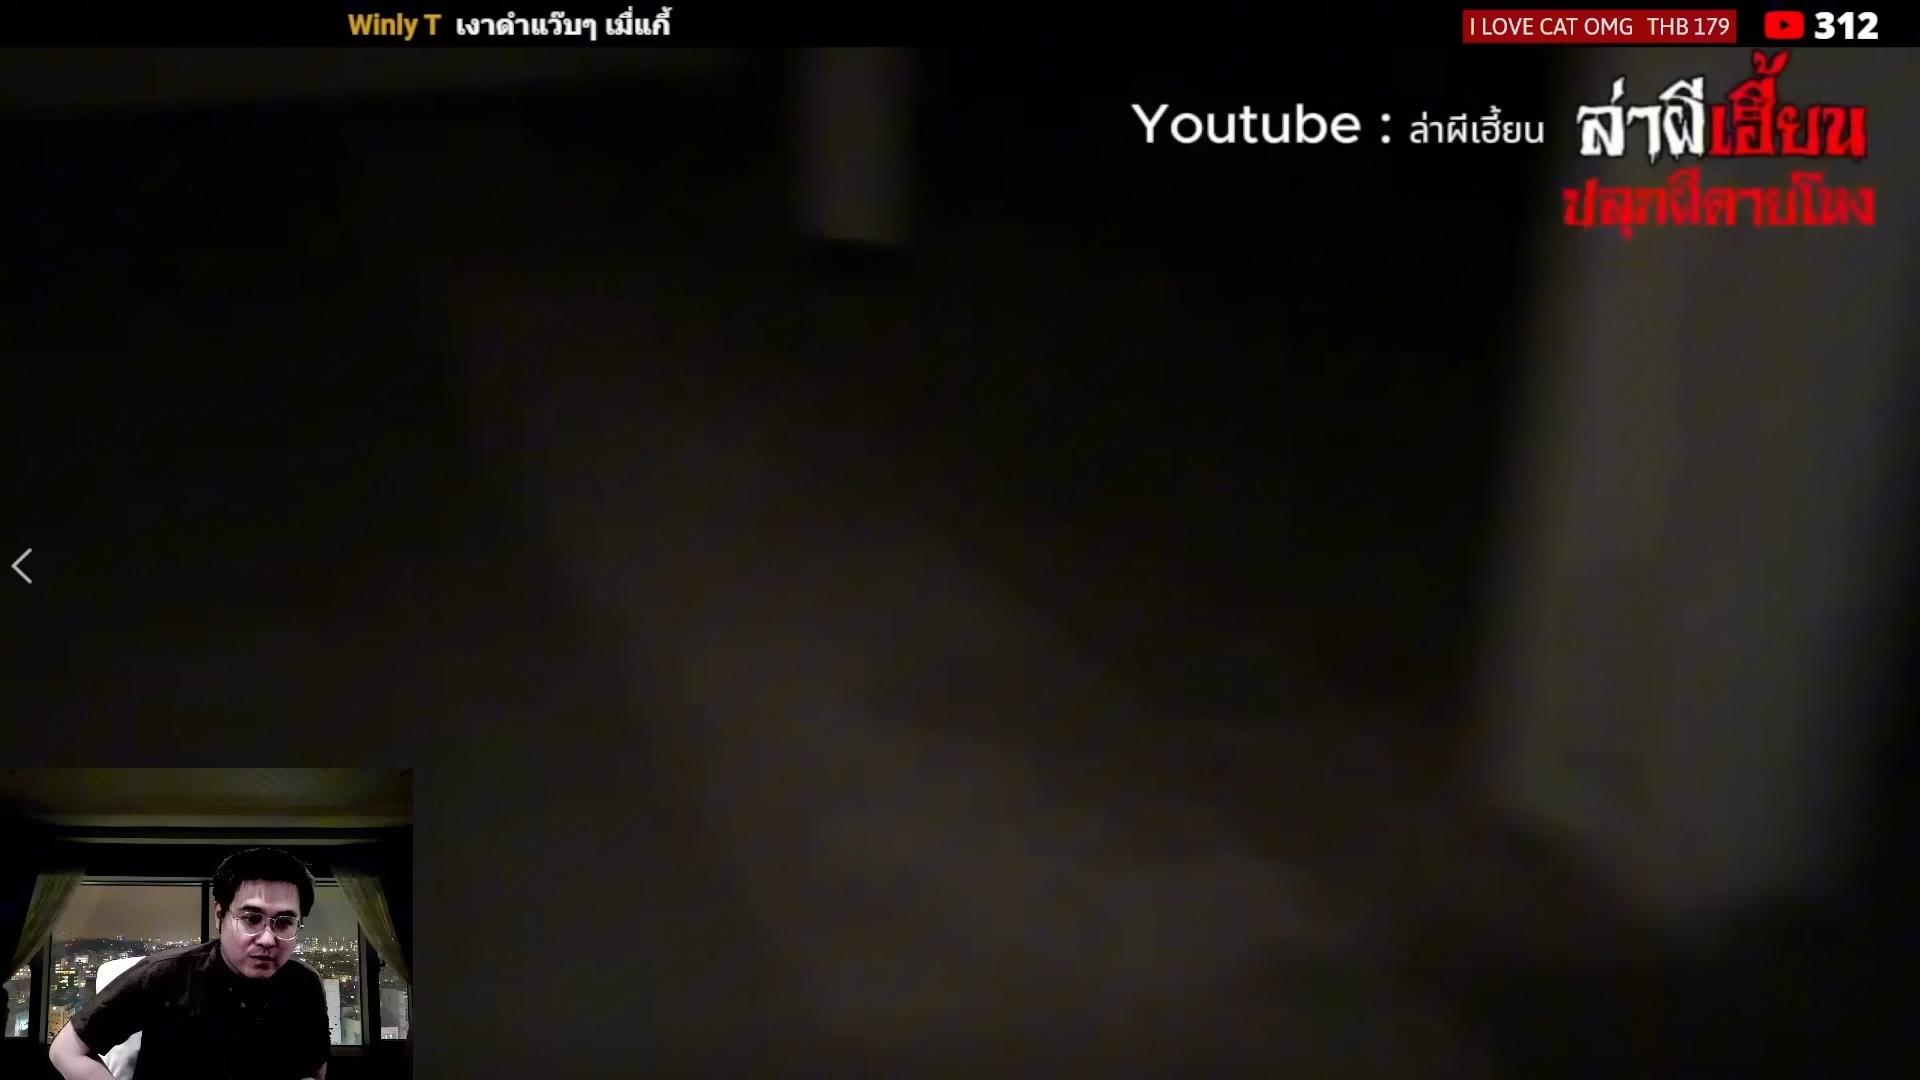 Winly T เงาดำแว๊บๆ เมื่แกี้
I LOVE CAT OMG THB 179
312
Youtube : ล่าผีเฮี้ยน
ล่าผีเฮี้ยน
ปลุกผีตายโหง